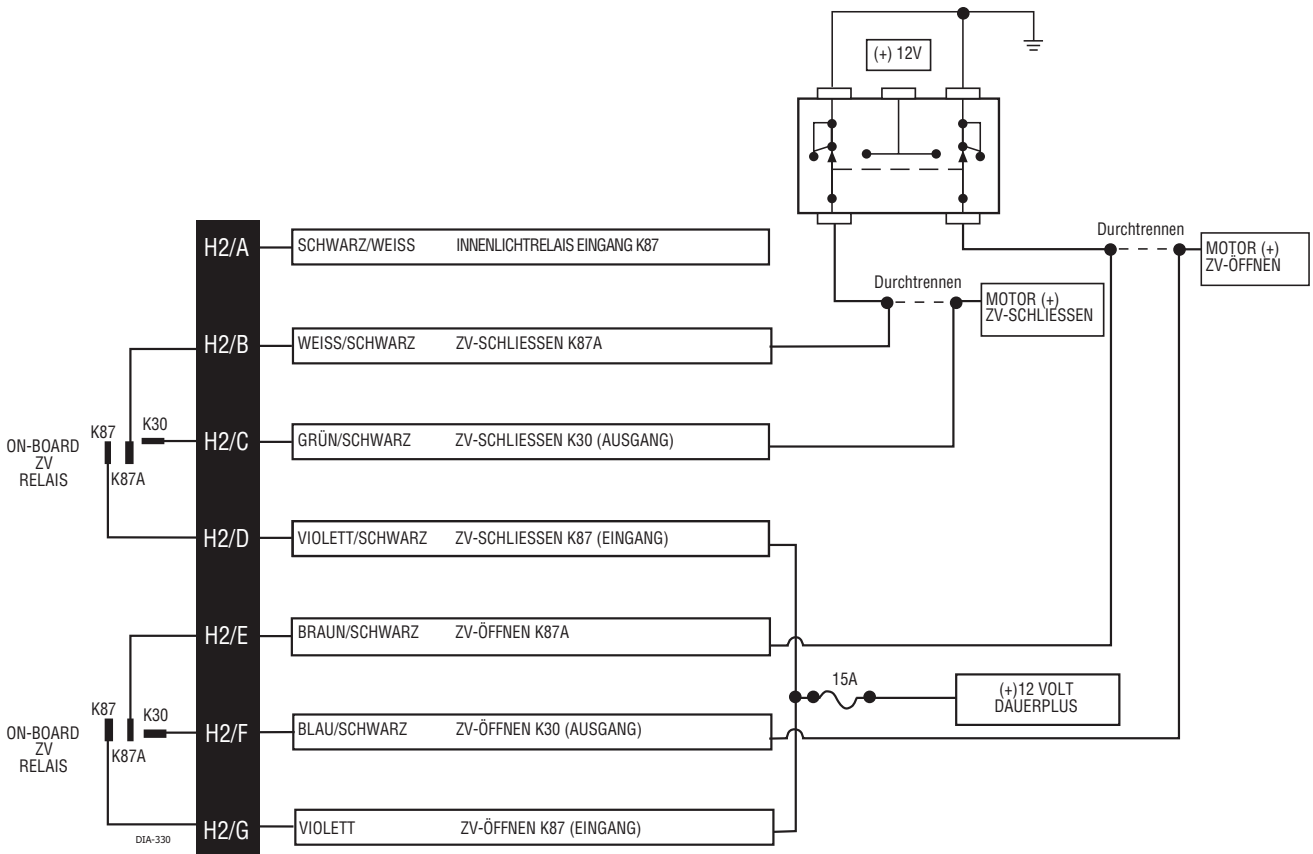 (+) 12V
Durchtrennen
MOTOR (+)
ZV-ÖFFNEN
Durchtrennen
MOTOR (+)
ZV-SCHLIESSEN
H2/A SCHWARZ/WEISS INNENLICHTRELAIS EINGANG K87
H2/B WEISS/SCHWARZ ZV-SCHLIESSEN K87A
H2/C GRÜN/SCHWARZ ZV-SCHLIESSEN K30 (AUSGANG)
K87
K30
K87A
ON-BOARD
ZV
RELAIS
H2/D VIOLETT/SCHWARZ ZV-SCHLIESSEN K87 (EINGANG)
H2/E BRAUN/SCHWARZ ZV-ÖFFNEN K87A
15A
(+)12 VOLT
DAUERPLUS
H2/F BLAU/SCHWARZ ZV-ÖFFNEN K30 (AUSGANG)
K87
K30
K87A
ON-BOARD
ZV
RELAIS
H2/G VIOLETT ZV-ÖFFNEN K87 (EINGANG)
DIA-330